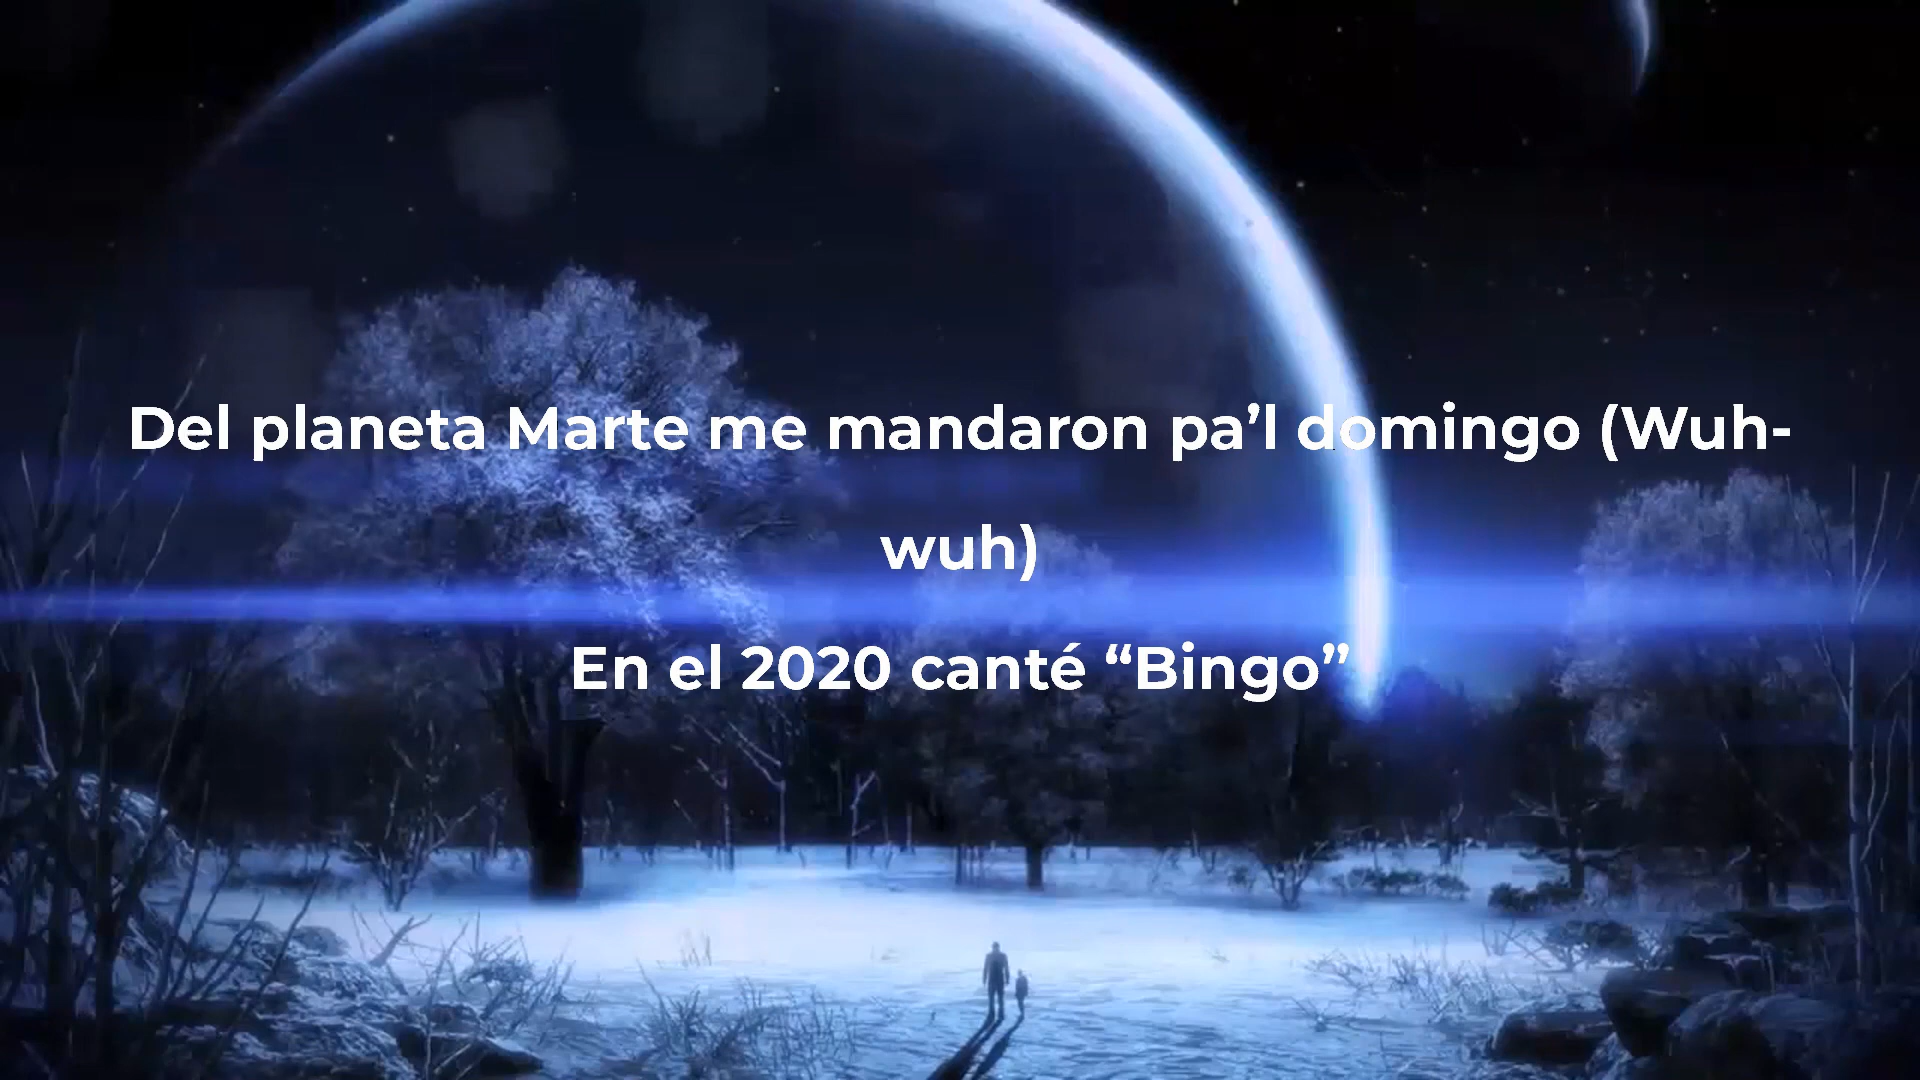 Del planeta Marte me mandaron pa’l domingo (Wuh-
wuh)
En el 2020 canté “Bingo”